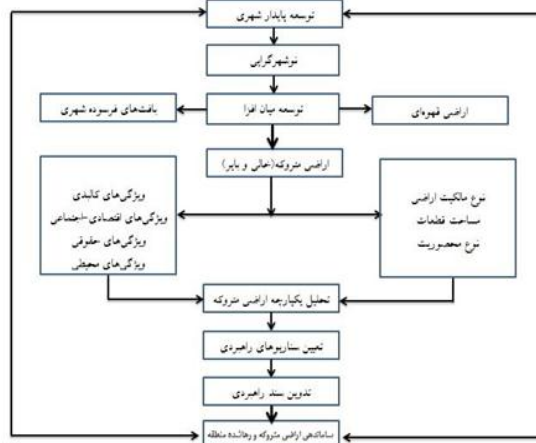 توسعه پایدار شهری
نوشهرگرایی
توسعه میان افزا
اراضی قهوه‌ای
بافت‌های فرسوده شهری
اراضی متروکه(خالی و بایر)
نوع مالکیت اراضی
مساحت قطعات
نوع محصوریت
ویژگی‌های کالبدی
ویژگی‌های اقتصادی-اجتماعی
ویژگی‌های حقوقی
ویژگی‌های محیطی
تحلیل یکپارچه اراضی متروکه
تعیین سناریوهای راهبردی
تدوین سند راهبردی
ساماندهی اراضی متروکه و رهاشده منطقه